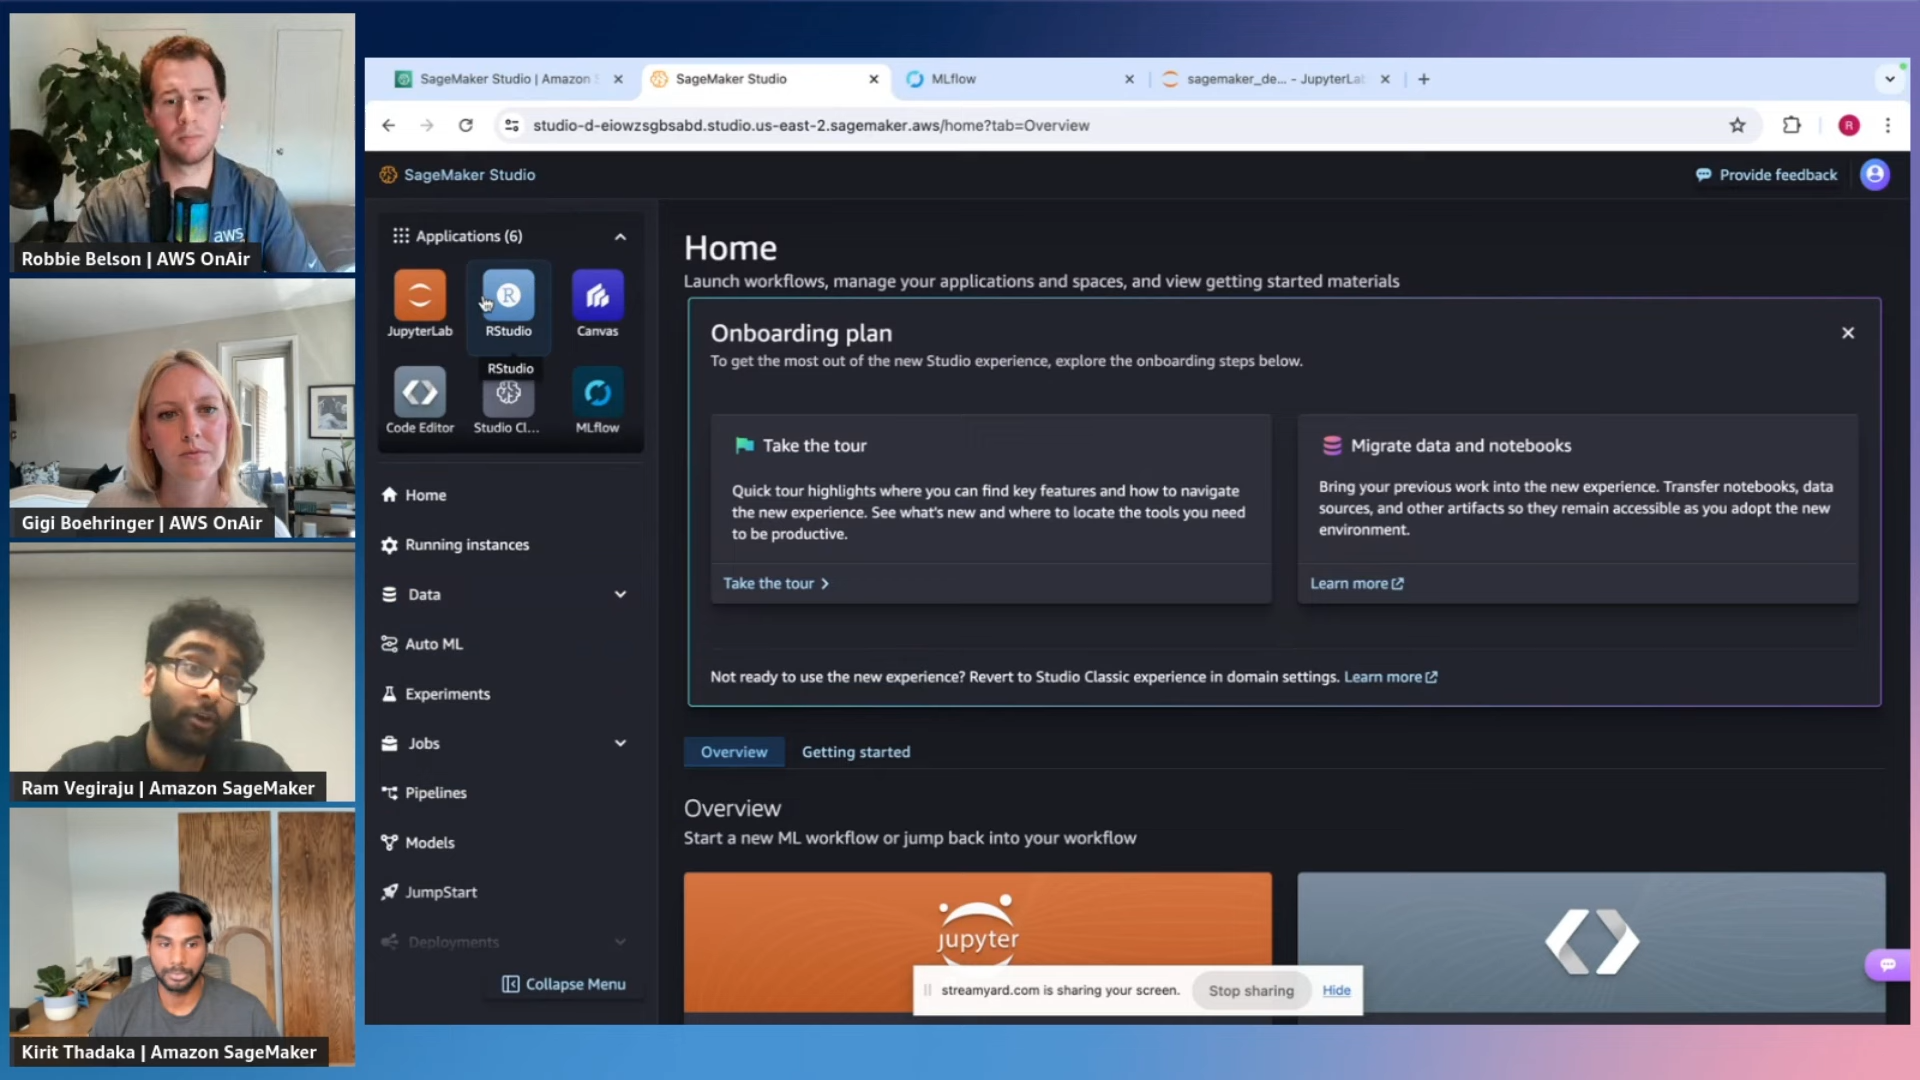 aws
Robbie Belson | AWS OnAir
Gigi Boehringer | AWS OnAir
Ram Vegiraju | Amazon SageMaker
Kirit Thadaka | Amazon SageMaker
SageMaker Studio | Amazon S
SageMaker Studio
MLflow
sagemaker_de... - JupyterLab
studio-d-eiowzsgbsabd.studio.us-east-2.sagemaker.aws/home?tab=Overview
R
SageMaker Studio
Provide feedback
Applications (6)
R
JupyterLab
RStudio
Canvas
RStudio
Code Editor
Studio Cl...
MLflow
Home
Running instances
Data
Auto ML
Experiments
Jobs
Pipelines
Models
JumpStart
Deployments
Collapse Menu
Home
Launch workflows, manage your applications and spaces, and view getting started materials
Onboarding plan
To get the most out of the new Studio experience, explore the onboarding steps below.
Take the tour
Quick tour highlights where you can find key features and how to navigate
the new experience. See what's new and where to locate the tools you need
to be productive.
Take the tour
Migrate data and notebooks
Bring your previous work into the new experience. Transfer notebooks, data
sources, and other artifacts so they remain accessible as you adopt the new
environment.
Learn more
Not ready to use the new experience? Revert to Studio Classic experience in domain settings. Learn more
Overview
Getting started
Overview
Start a new ML workflow or jump back into your workflow
jupyter
streamyard.com is sharing your screen.
Stop sharing
Hide